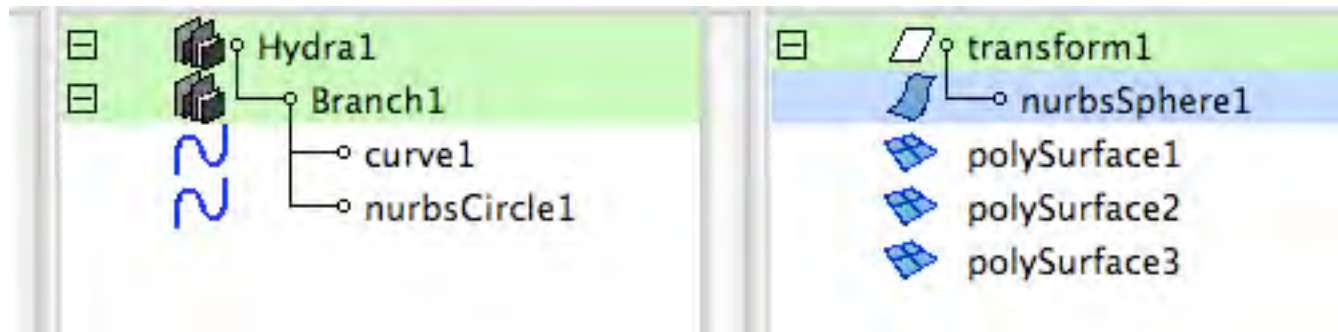 Hydra1
Branch1
curve1
nurbsCircle1
transform1
nurbsSphere1
polySurface1
polySurface2
polySurface3